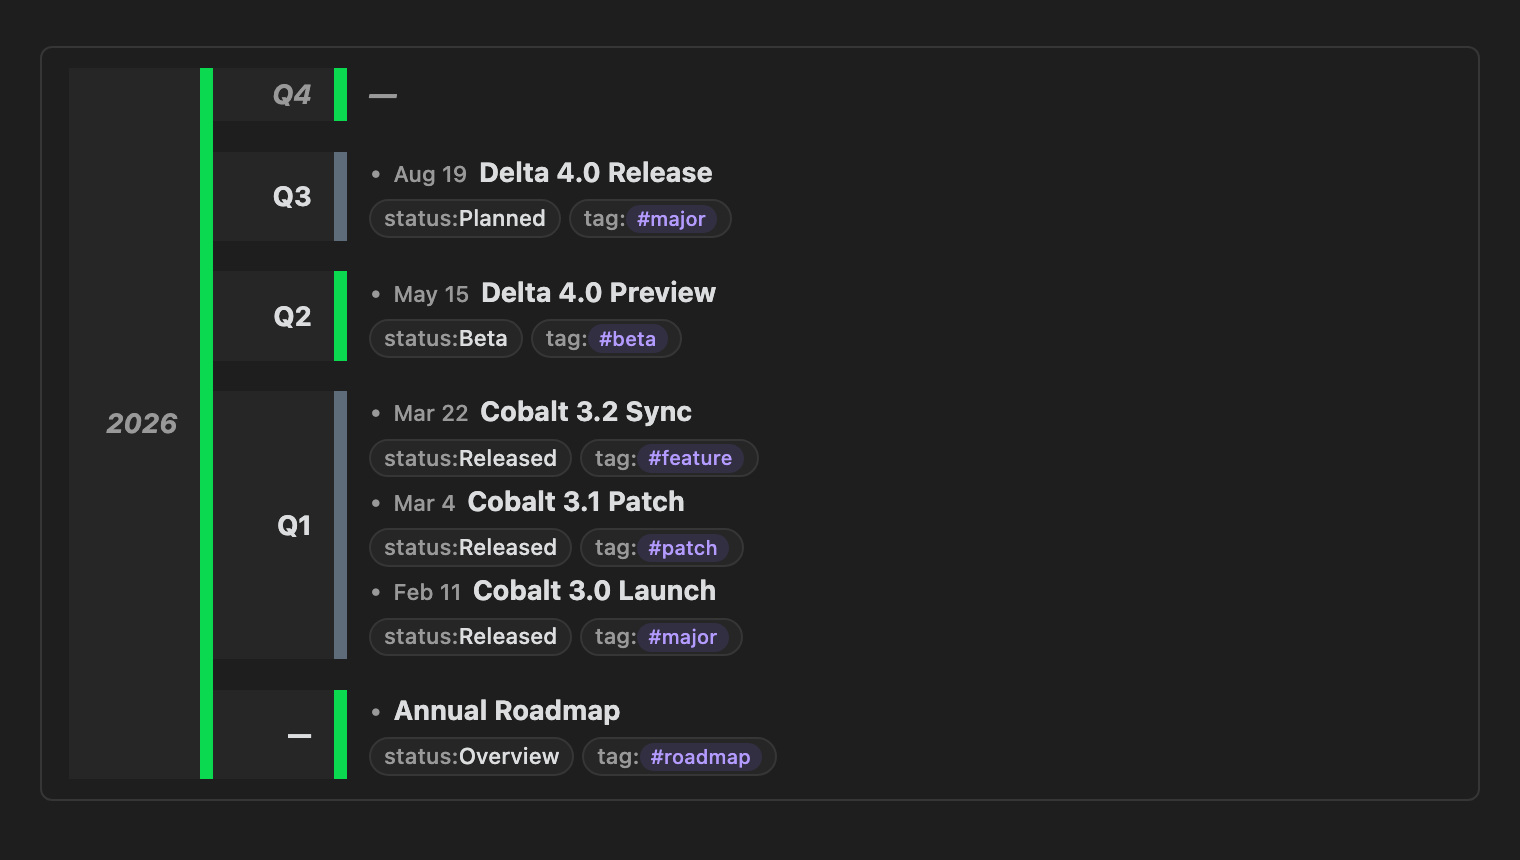 2026
Q4
—
Q3
• Aug 19 Delta 4.0 Release
status:Planned tag: #major
Q2
• May 15 Delta 4.0 Preview
status:Beta tag: #beta
Q1
• Mar 22 Cobalt 3.2 Sync
status:Released tag: #feature
• Mar 4 Cobalt 3.1 Patch
status:Released tag: #patch
• Feb 11 Cobalt 3.0 Launch
status:Released tag: #major
—
• Annual Roadmap
status:Overview tag: #roadmap